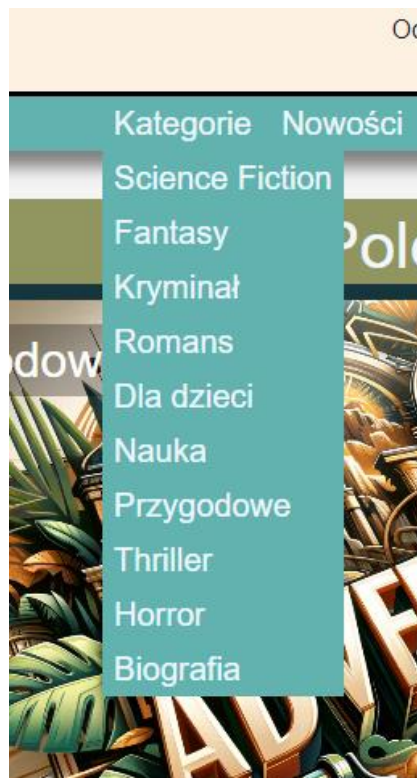 Kategorie Nowości
Science Fiction
Fantasy
Kryminał
Romans
Dla dzieci
Nauka
Przygodowe
Thriller
Horror
Biografia